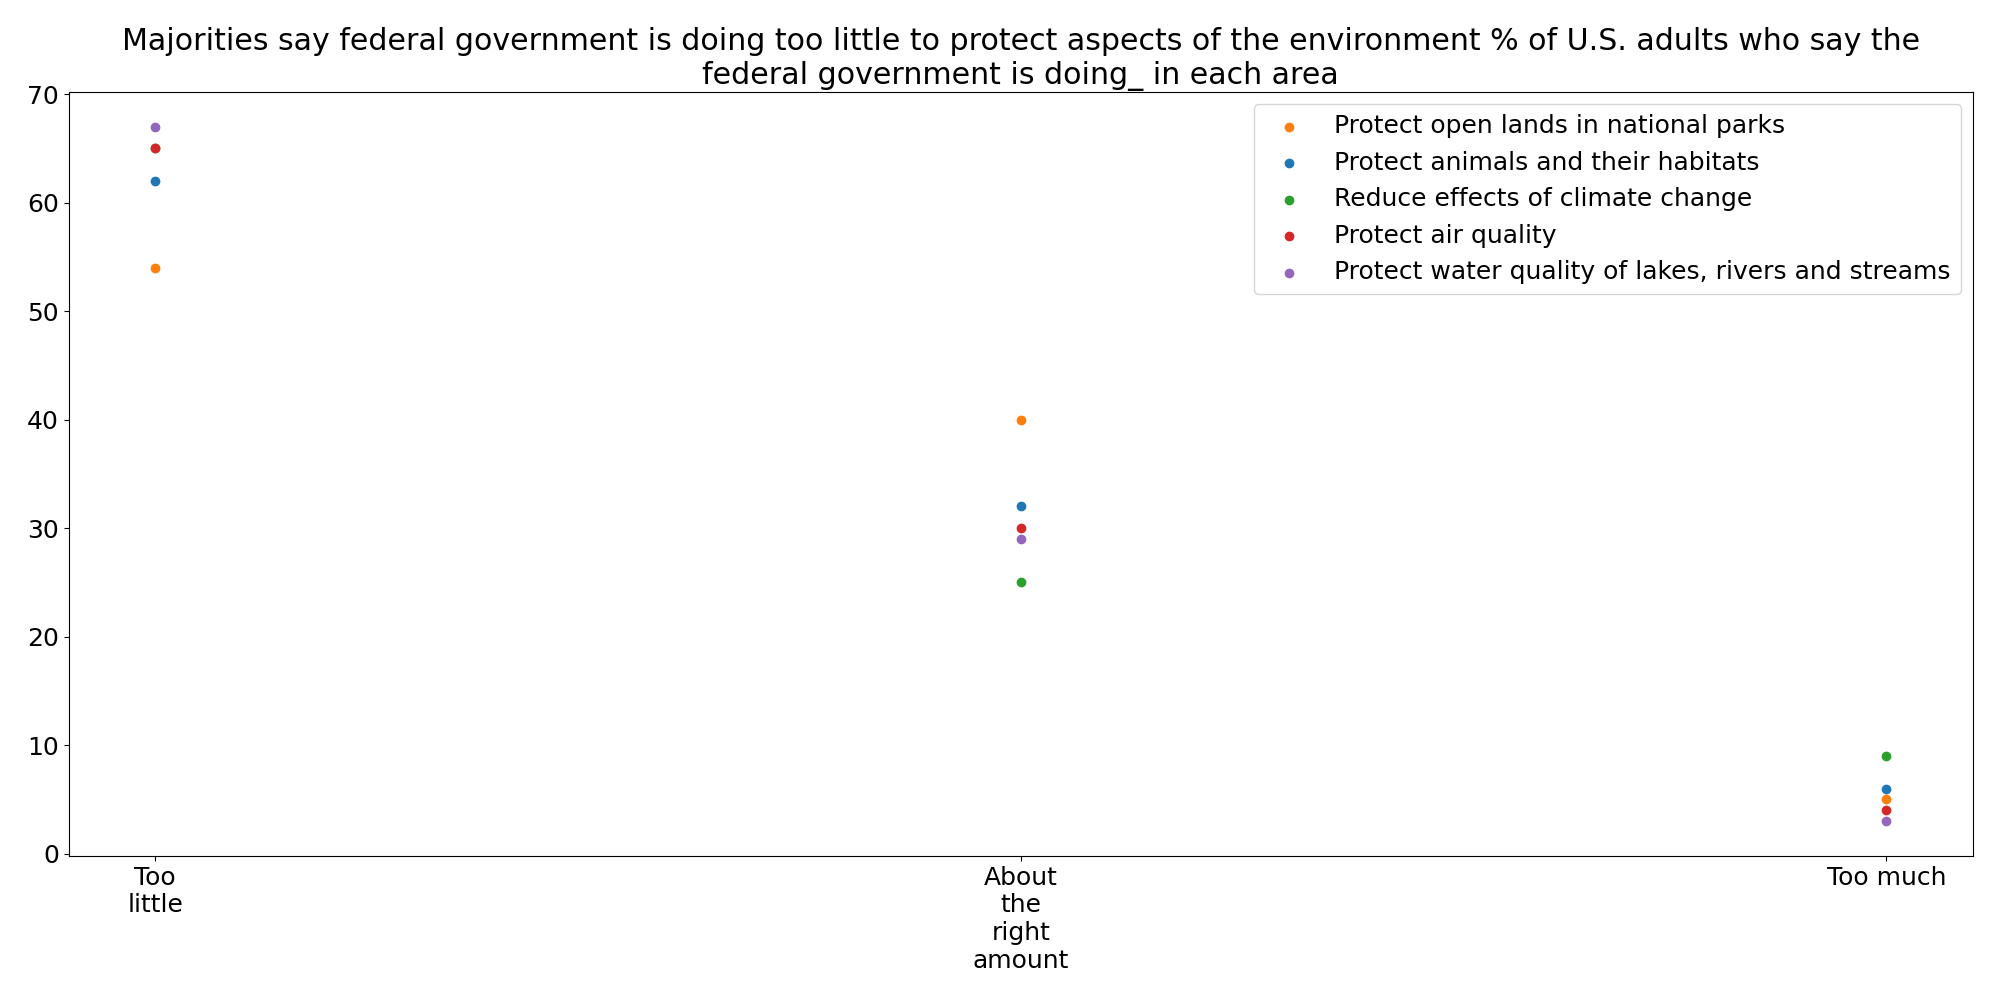 Majorities say federal government is doing too little to protect aspects of the environment % of U.S. adults who say the
federal government is doing_ in each area
70
60
50
40
30
20
10
0
Protect open lands in national parks
Protect animals and their habitats
Reduce effects of climate change
Protect air quality
Protect water quality of lakes, rivers and streams
Too
little
About
the
right
amount
Too much